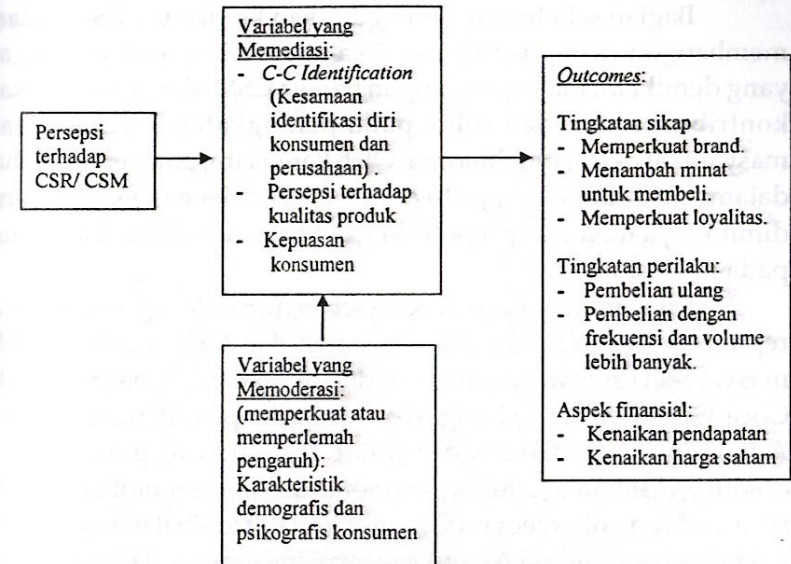 Persepsi
terhadap
CSR/ CSM
Variabel yang
Memediasi:
- C-C Identification
(Kesamaan
identifikasi diri
konsumen dan
perusahaan) .
- Persepsi terhadap
kualitas produk
- Kepuasan
konsumen
Variabel yang
Memoderasi:
(memperkuat atau
memperlemah
pengaruh):
Karakteristik
demografis dan
psikografis konsumen
Outcomes:
Tingkatan sikap:
- Memperkuat brand.
- Menambah minat
untuk membeli.
- Memperkuat loyalitas.
Tingkatan perilaku:
- Pembelian ulang
- Pembelian dengan
frekuensi dan volume
lebih banyak.
Aspek finansial:
- Kenaikan pendapatan
- Kenaikan harga saham